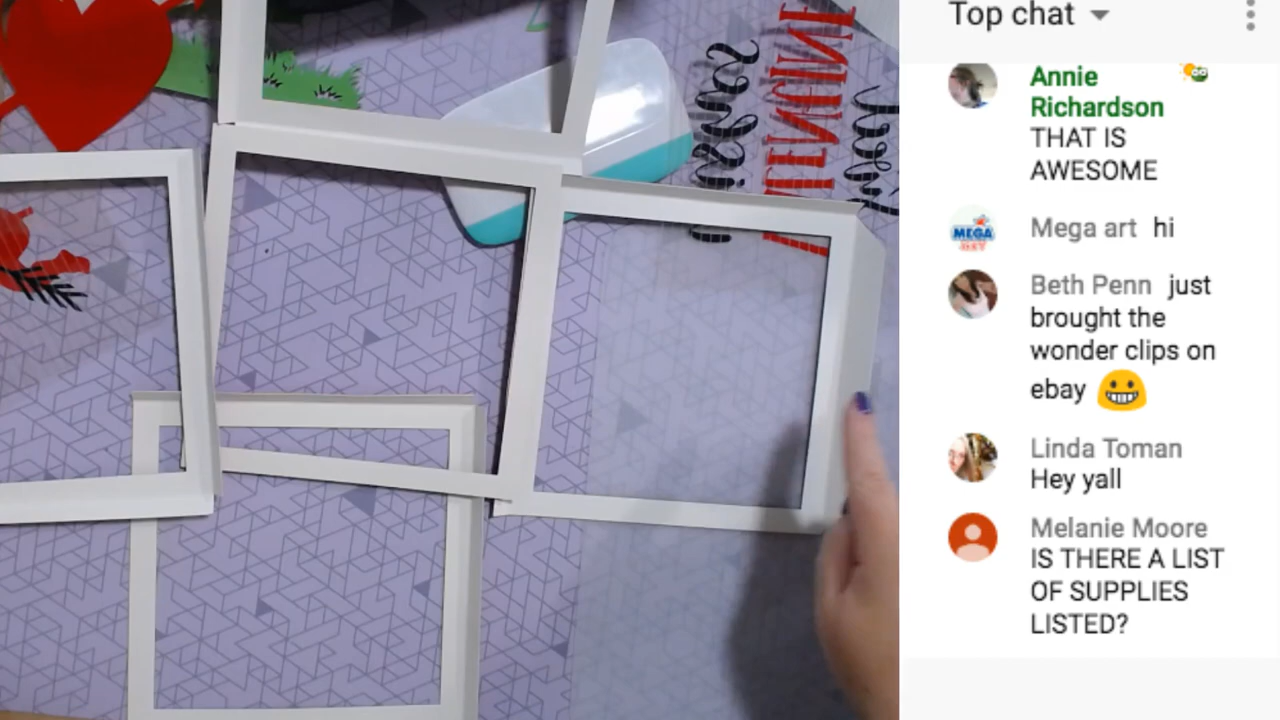 Top chat
Annie
Richardson
THAT IS
AWESOME
Mega art hi
MEGA
Beth Penn just
brought the
wonder clips on
ebay
Linda Toman
Hey yall
Melanie Moore
IS THERE A LIST
OF SUPPLIES
LISTED?